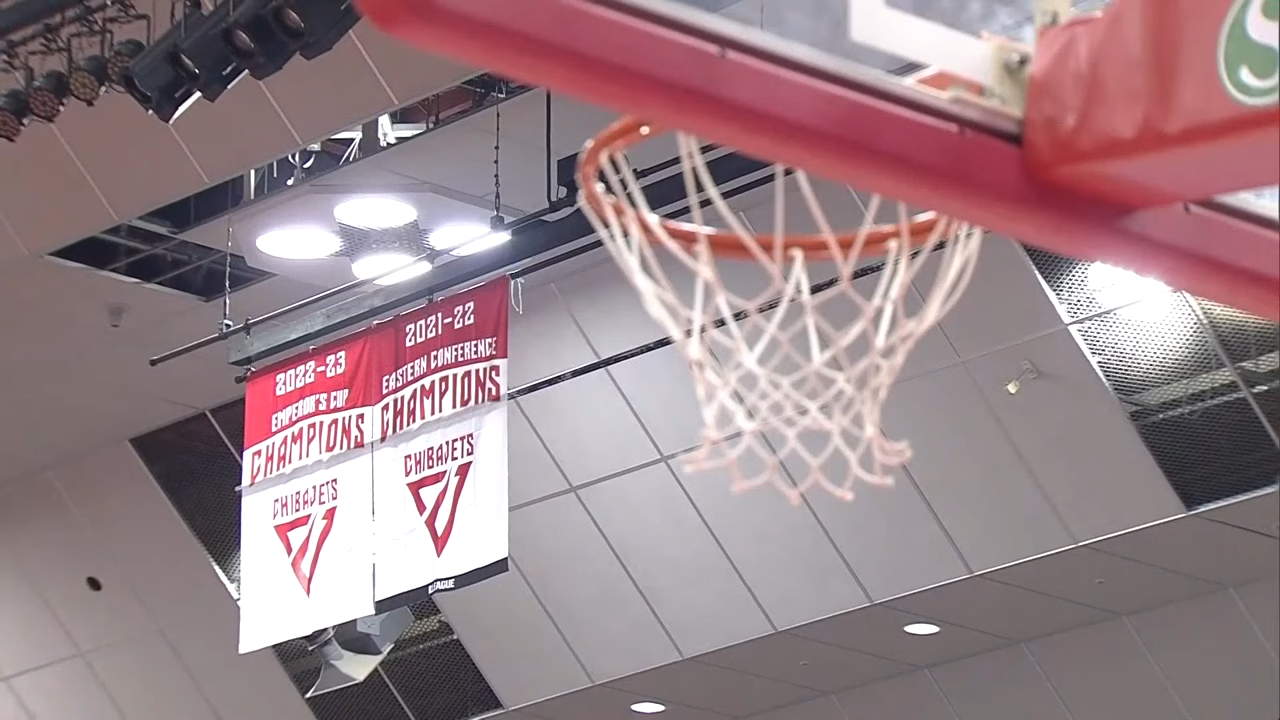 2022-23
EMPEROR'S CUP
CHAMPIONS
CHIBAJETS
2021-22
EASTERN CONFERENCE
CHAMPIONS
CHIBAJETS
LEAGUE
S